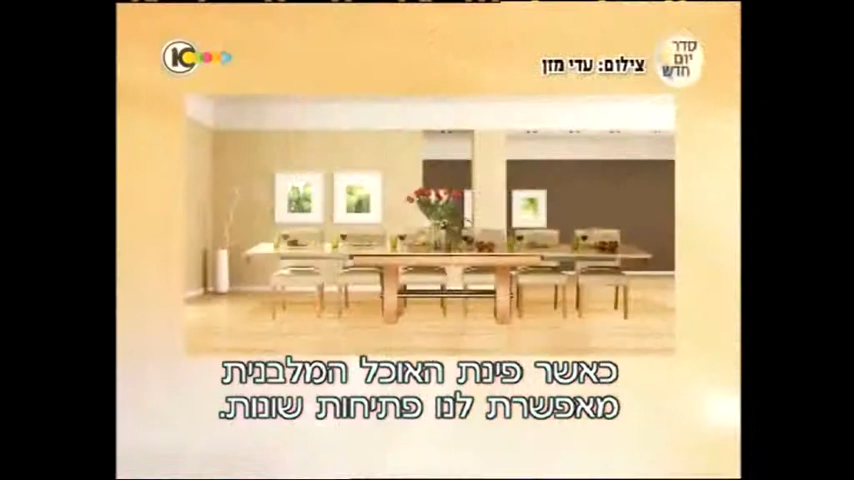 10
צילום: עדי מזן
סדר
יום
חדש
כאשר פינת האוכל המלבנית
מאפשרת לנו פתיחות שונות.